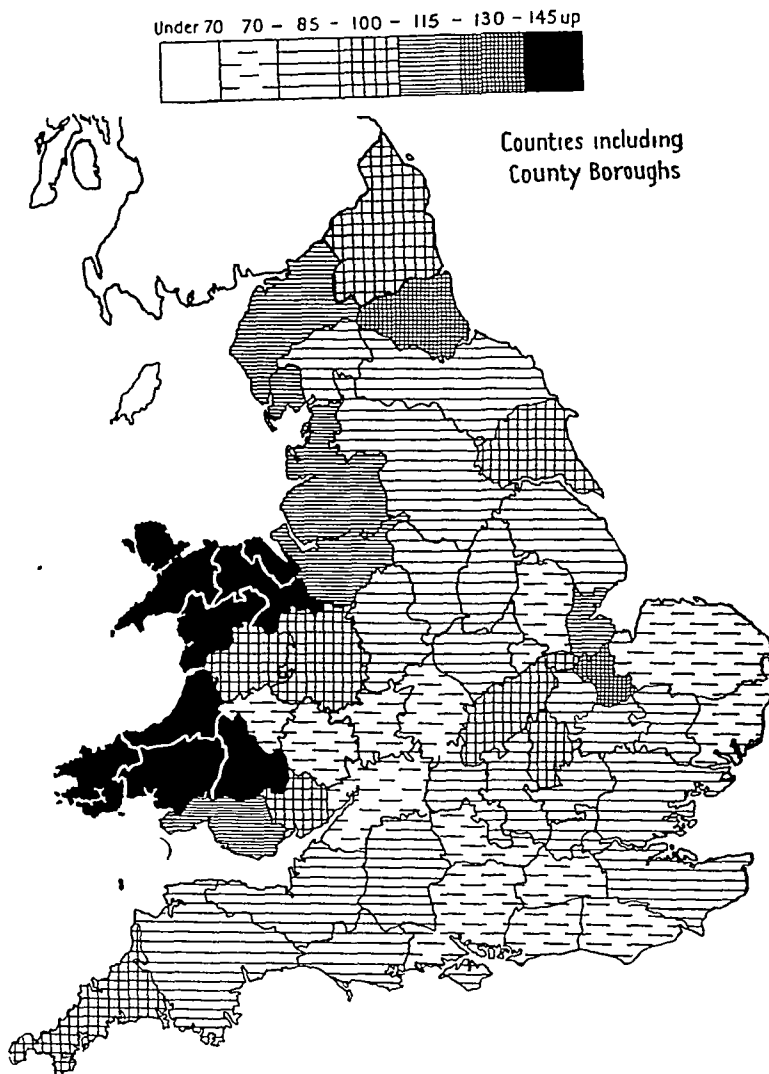 Under 70 70 - 85 - 100 - 115 - 130 - 145 up
Counties including
County Boroughs